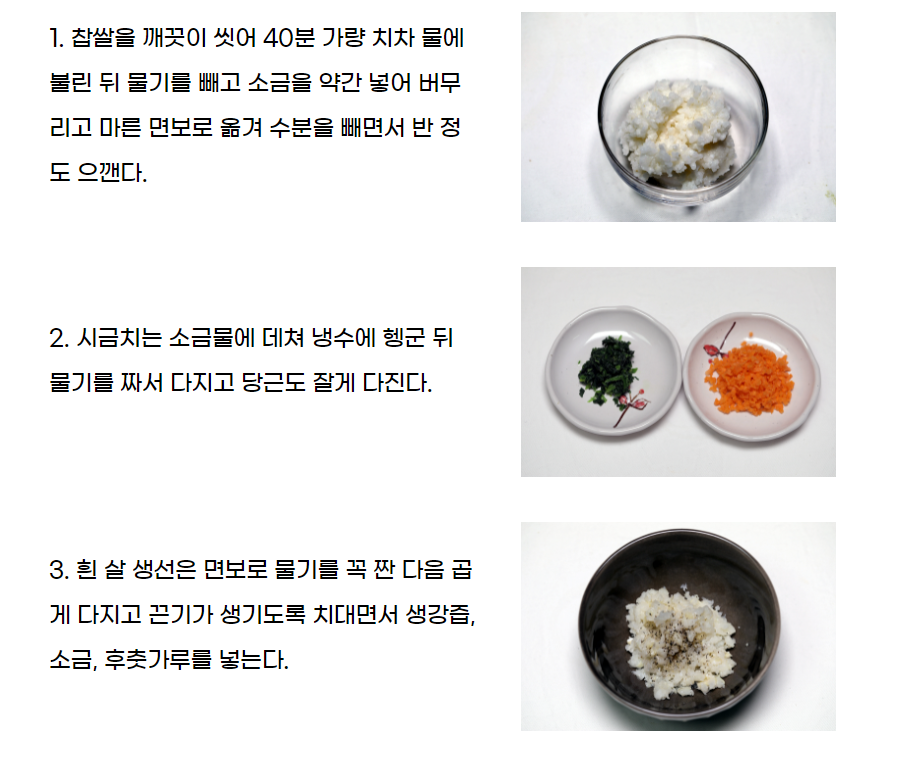 1. 찹쌀을 깨끗이 씻어 40분 가량 치차 물에
불린 뒤 물기를 빼고 소금을 약간 넣어 버무
리고 마른 면보로 옮겨 수분을 빼면서 반 정
도 으깬다.
2. 시금치는 소금물에 데쳐 냉수에 헹군 뒤
물기를 짜서 다지고 당근도 잘게 다진다.
3. 흰 살 생선은 면보로 물기를 꼭 짠 다음 곱
게 다지고 끈기가 생기도록 치대면서 생강즙,
소금, 후춧가루를 넣는다.